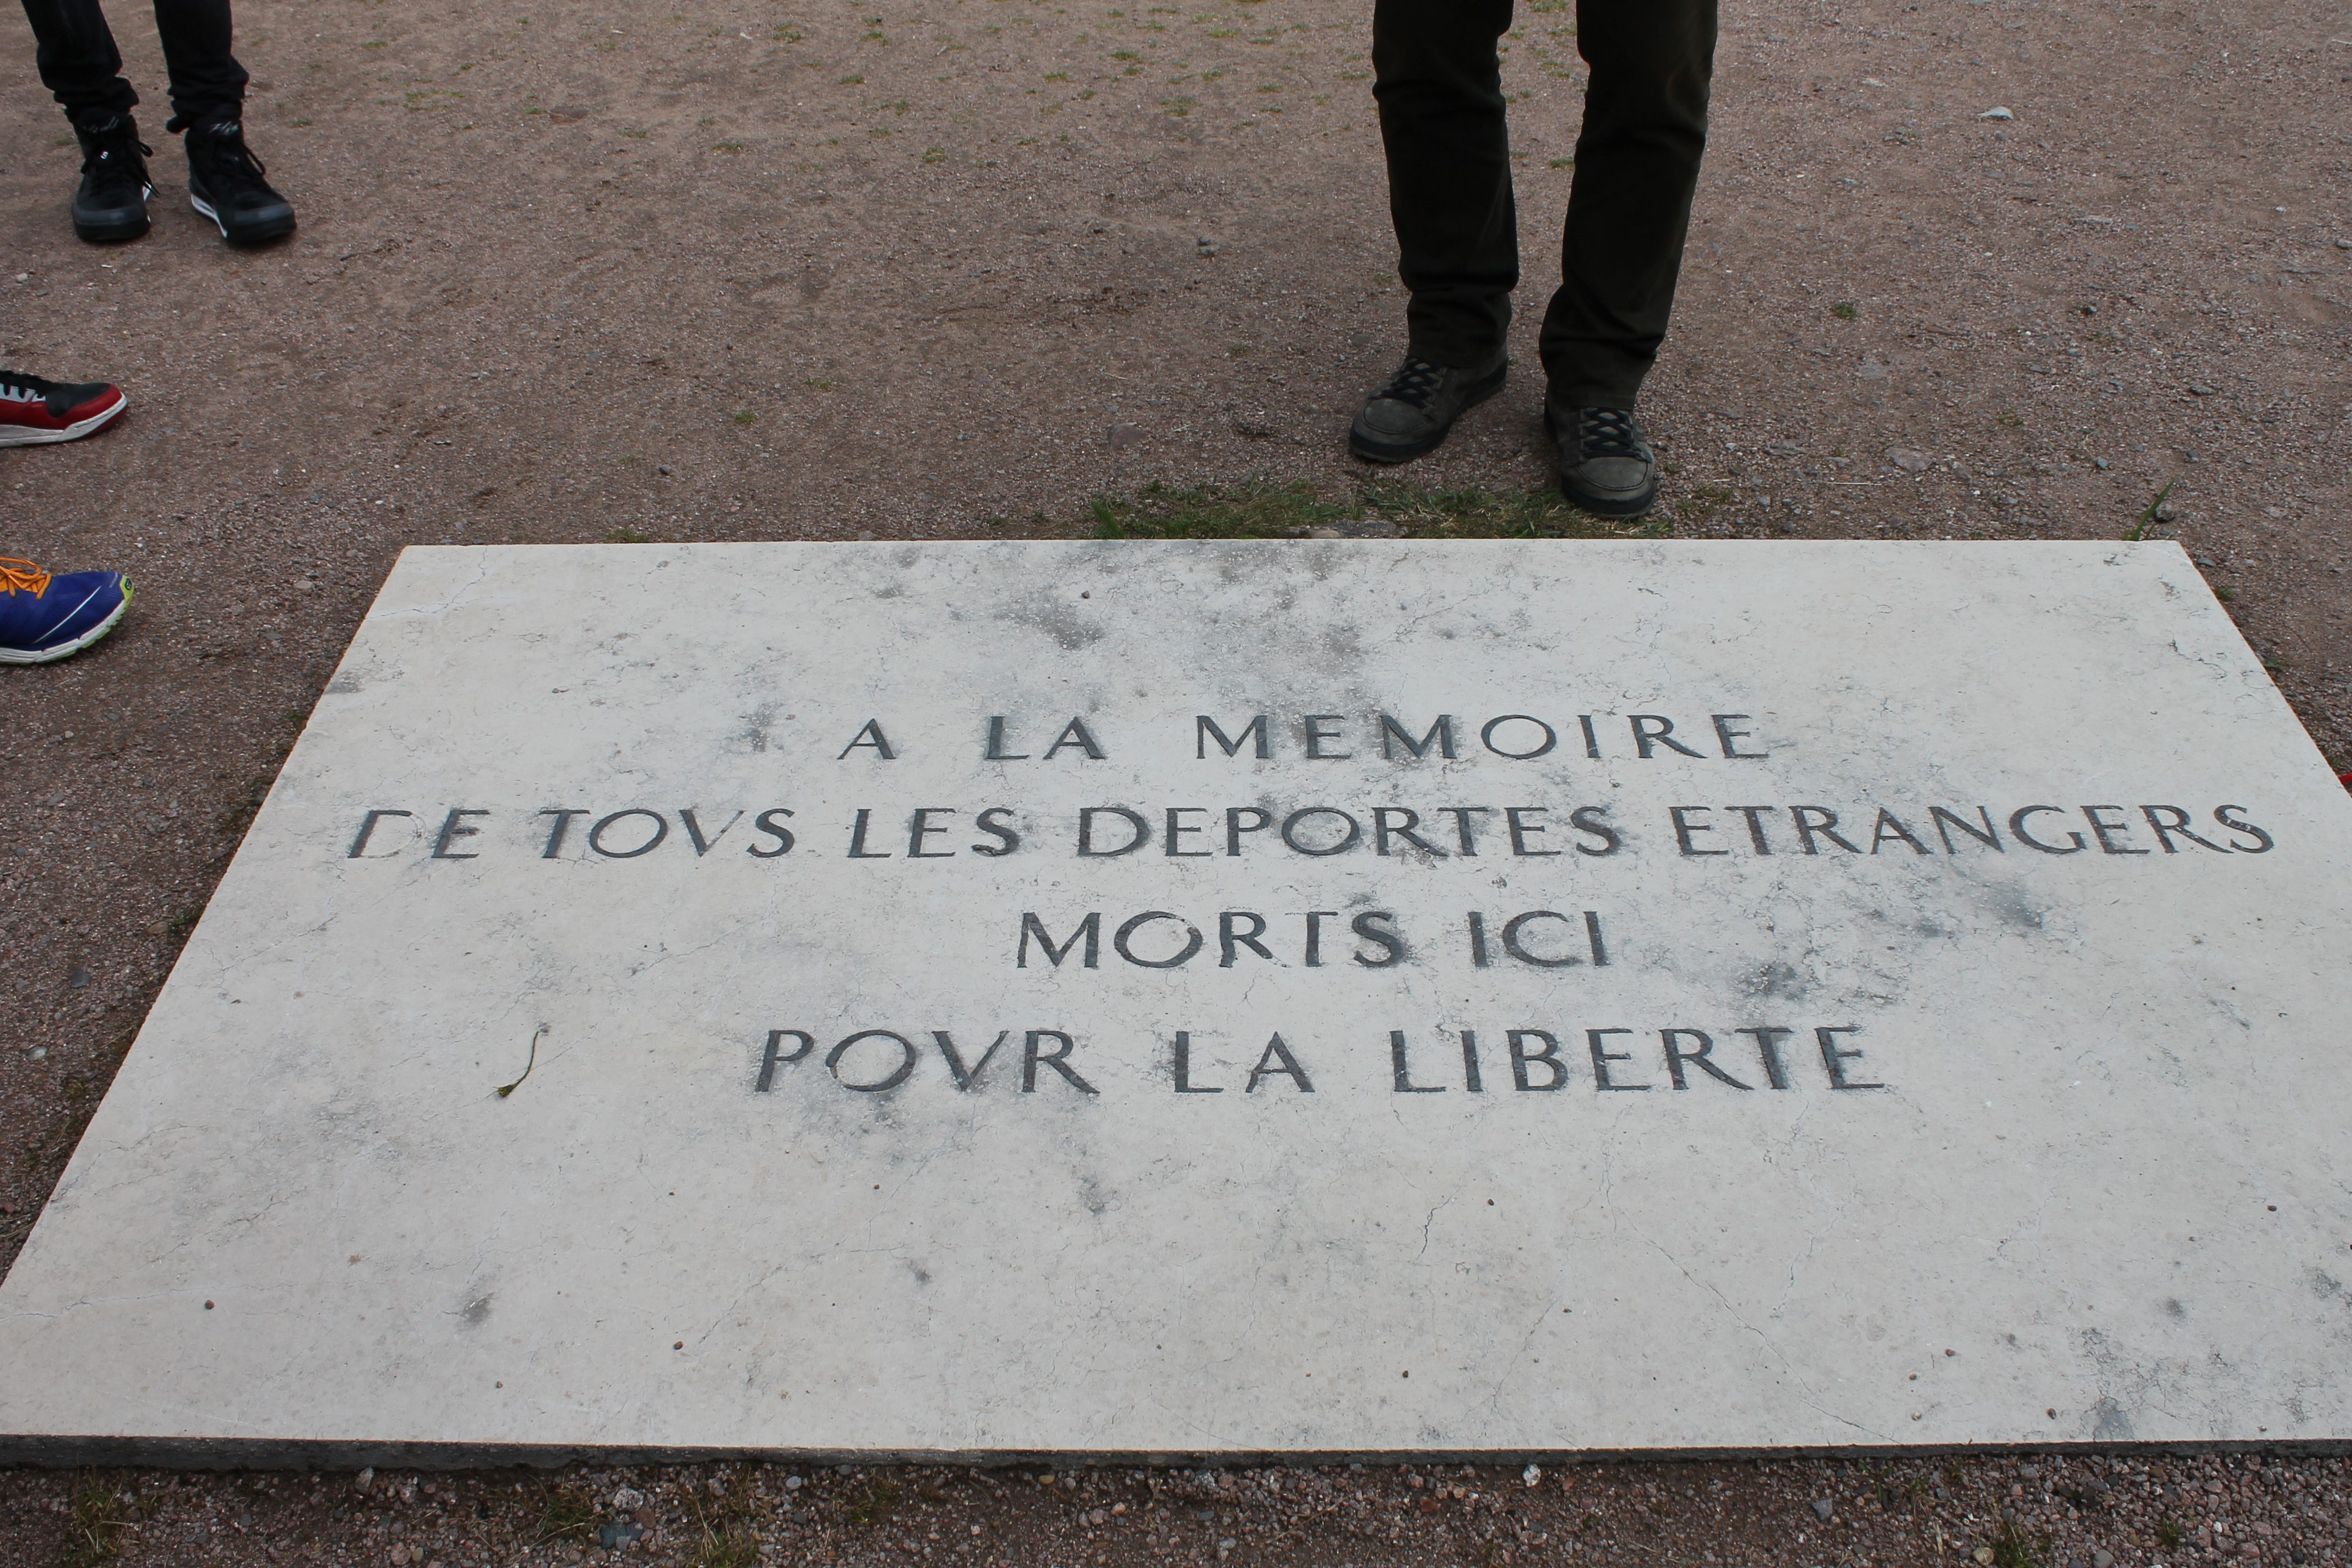 A LA MEMOIRE
DE TOVS LES DEPORTES ETRANGERS
MORTS ICI
POVR LA LIBERTE